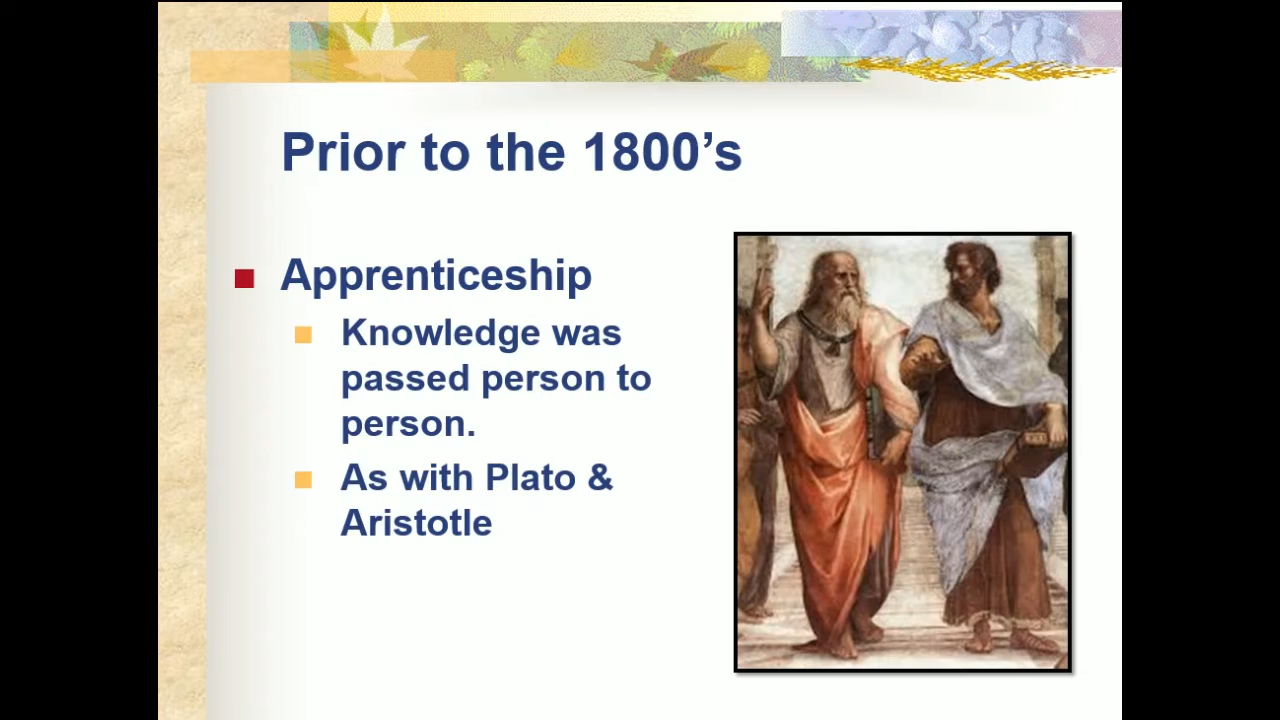 Prior to the 1800’s
Apprenticeship
Knowledge was
passed person to
person.
As with Plato &
Aristotle